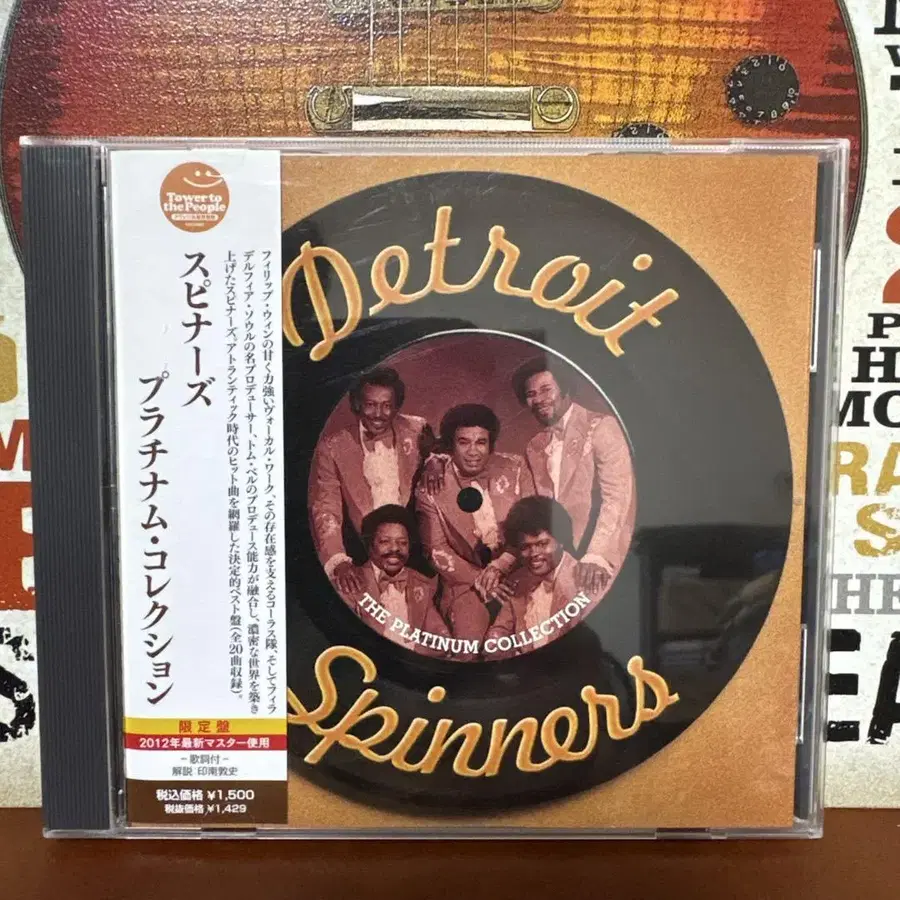 Tower to
the People
スピナーズ
プラチナム・コレクション
フィリップ・ウィンの甘く力強いヴォーカル・ワーク、その存在感を支えるコーラス隊、そしてフィラ
デルフィア・ソウルの名プロデューサー、トム・ベルのプロデュース能力が融合し、濃密な世界を築き
上げたスピナーズ。アトランティック時代のヒット曲を網羅した決定的ベスト盤(全20曲収録)。
限定盤
2012年最新マスター使用
－歌詞付－
解説 印南敦史
税込価格 ¥1,500
税抜価格 ¥1,429
Detroit
THE PLATINUM COLLECTION
Spinners